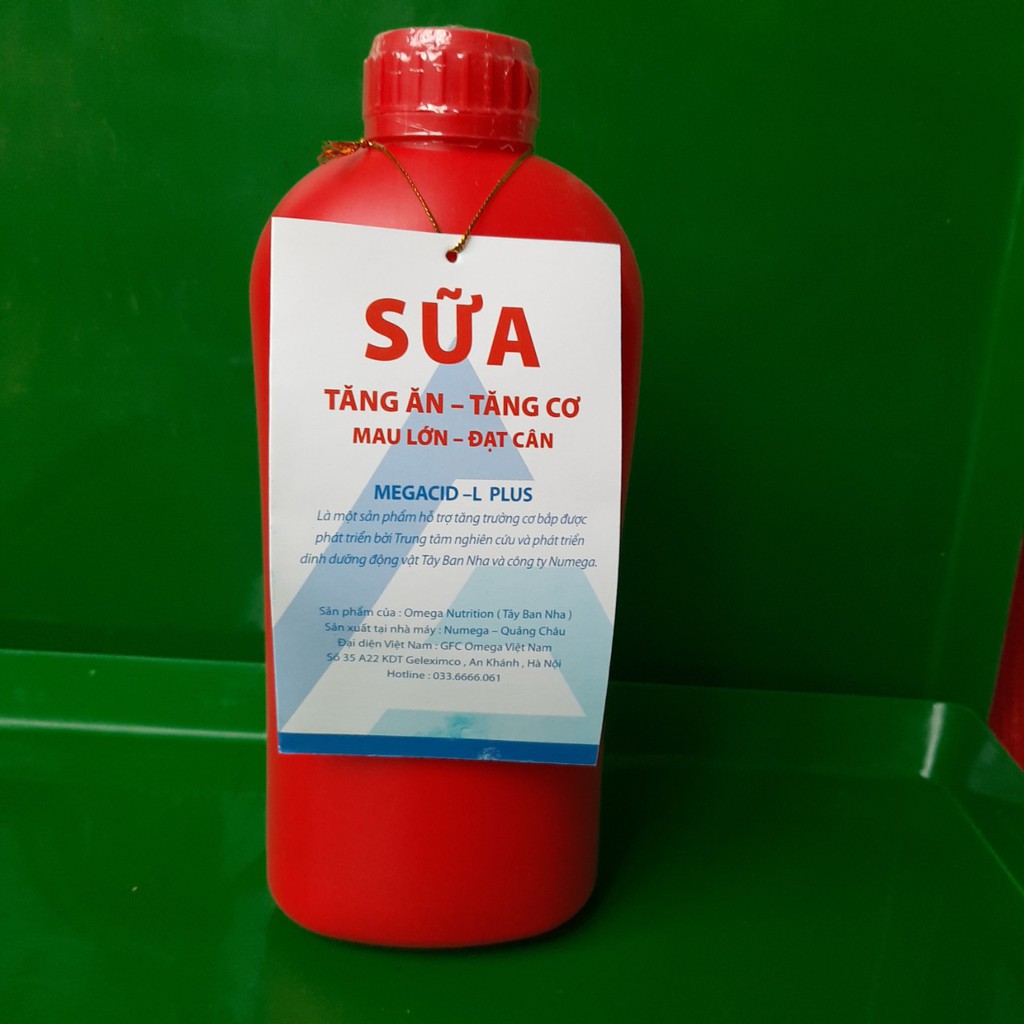 SỮA
TĂNG ĂN – TĂNG CƠ
MAU LỚN – ĐẠT CÂN
MEGACID –L PLUS
Là một sản phẩm hỗ trợ tăng trưởng cơ bắp được
phát triển bởi Trung tâm nghiên cứu và phát triển
dinh dưỡng động vật Tây Ban Nha và công ty Numega.
Sản phẩm của : Omega Nutrition ( Tây Ban Nha )
Sản xuất tại nhà máy : Numega – Quảng Châu
Đại diện Việt Nam : GFC Omega Việt Nam
Số 35 A22 KDT Geleximco , An Khánh , Hà Nội
Hotline : 033.6666.061